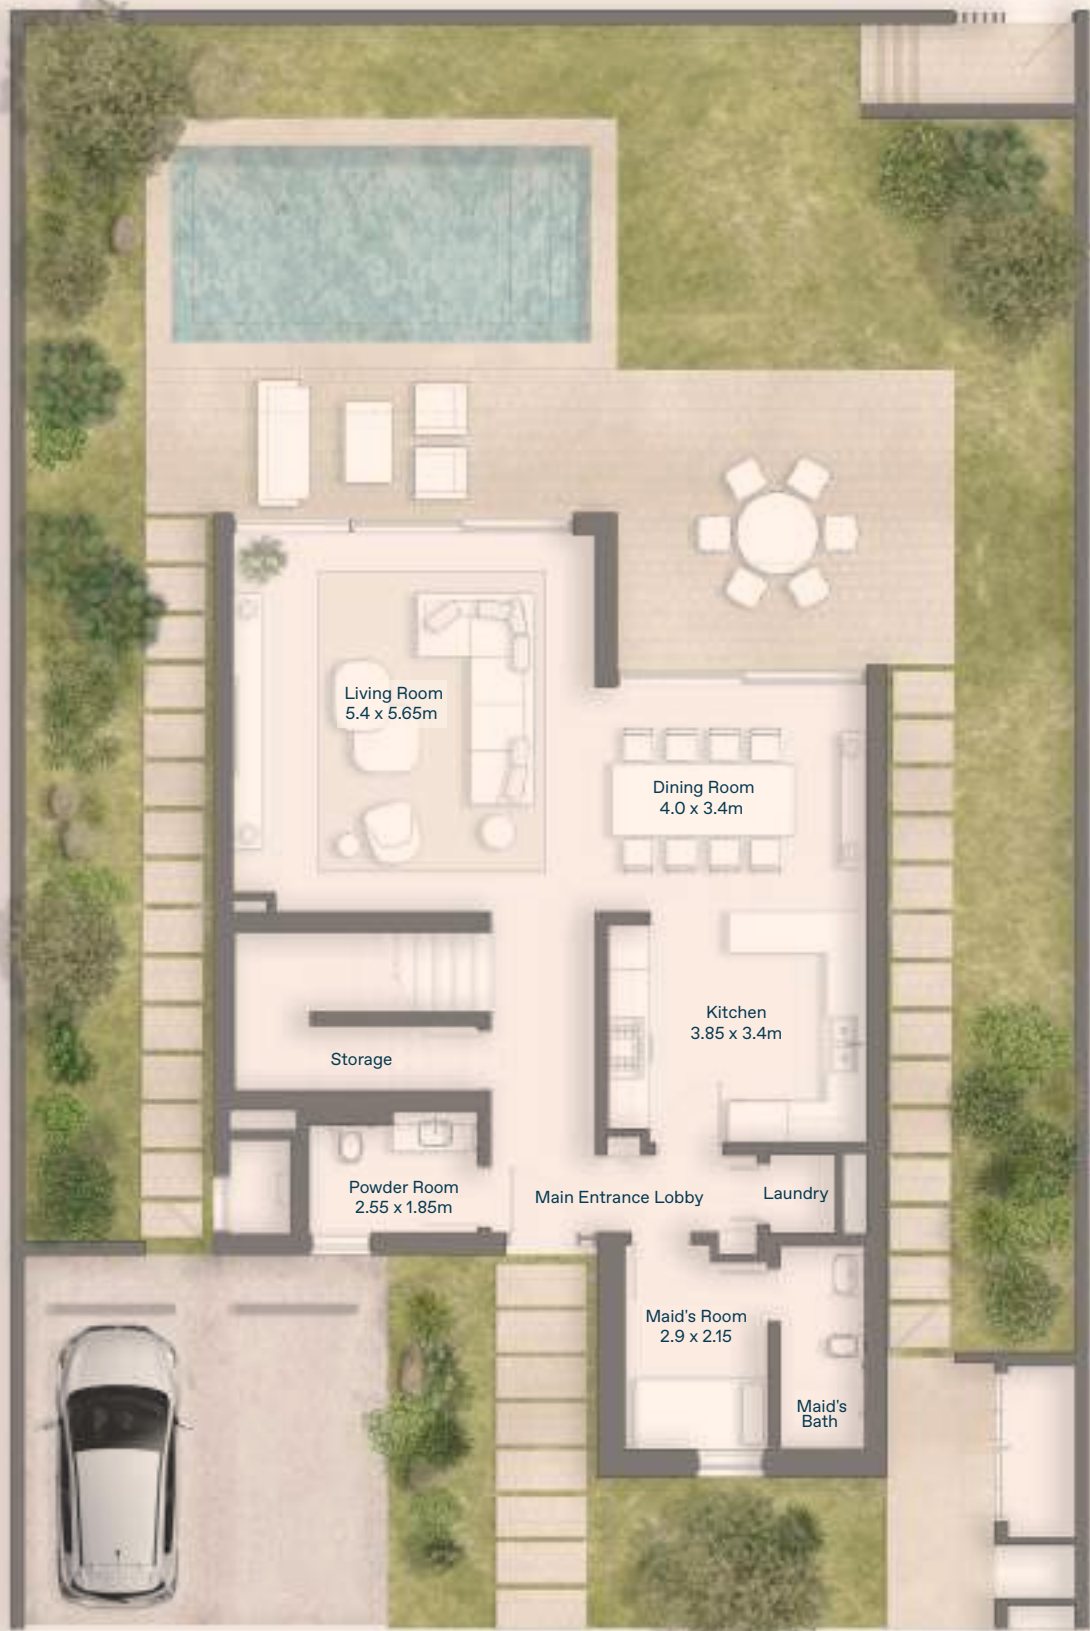 Living Room
5.4 x 5.65m
Dining Room
4.0 x 3.4m
Kitchen
3.85 x 3.4m
Storage
Powder Room
2.55 x 1.85m
Main Entrance Lobby
Laundry
Maid's Room
2.9 x 2.15
Maid's
Bath